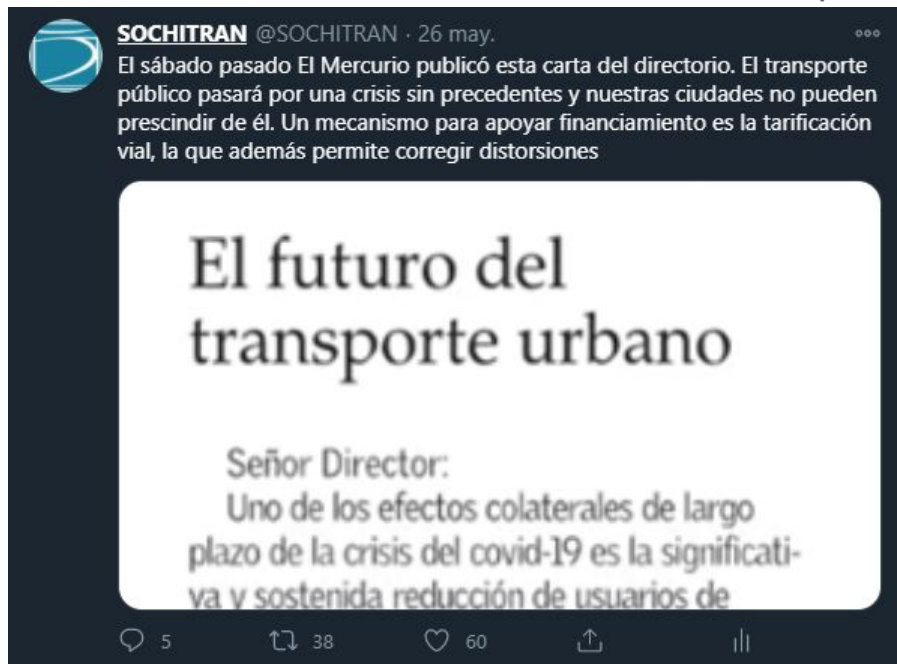 SOCHITRAN @SOCHITRAN · 26 may.
El sábado pasado El Mercurio publicó esta carta del directorio. El transporte
público pasará por una crisis sin precedentes y nuestras ciudades no pueden
prescindir de él. Un mecanismo para apoyar financiamiento es la tarificación
vial, la que además permite corregir distorsiones
El futuro del
transporte urbano
Señor Director:
Uno de los efectos colaterales de largo
plazo de la crisis del covid-19 es la significati-
va y sostenida reducción de usuarios de
5 38 60